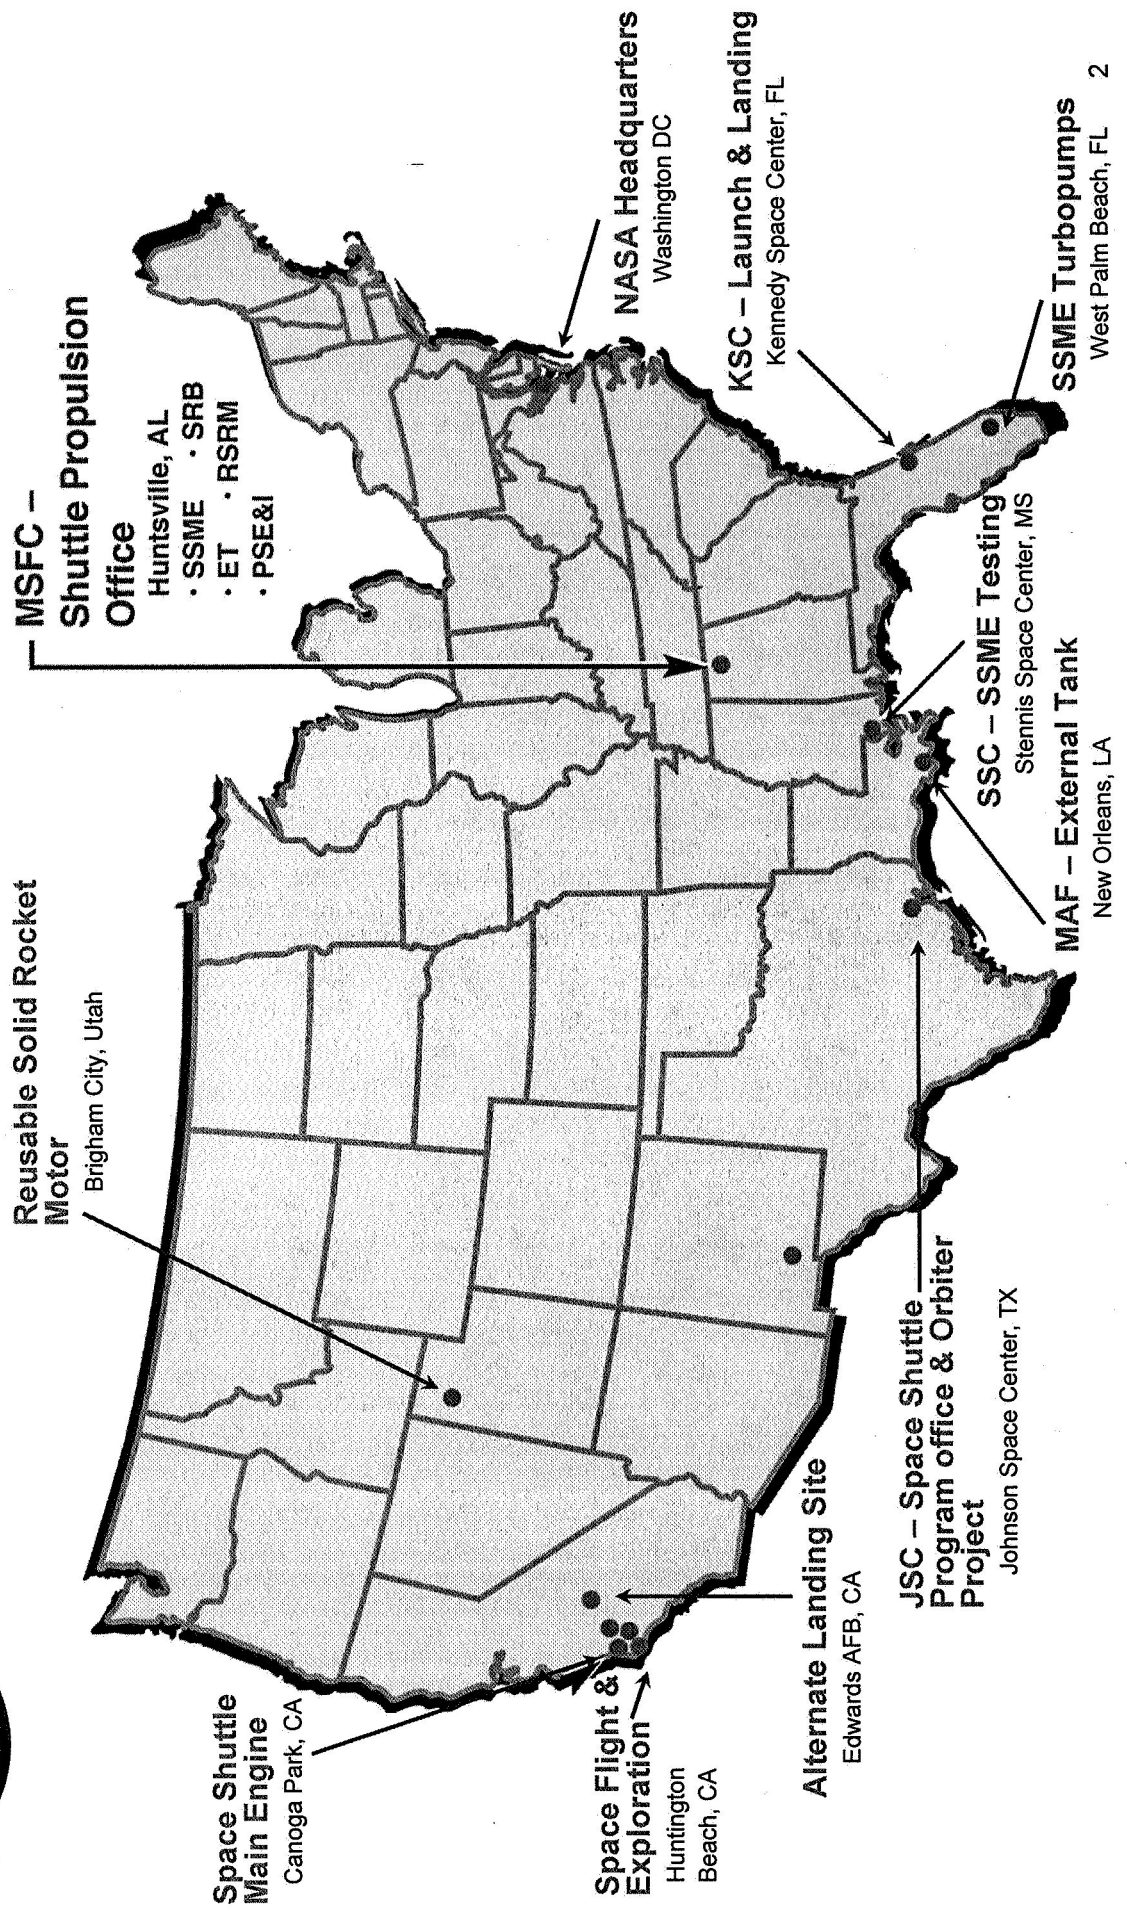 Reusable Solid Rocket
Motor
Brigham City, Utah
MSFC –
Shuttle Propulsion
Office
Huntsville, AL
· SSME · SRB
· ET · RSRM
· PSE&I
Space Shuttle
Main Engine
Canoga Park, CA
Space Flight &
Exploration
Huntington
Beach, CA
Alternate Landing Site
Edwards AFB, CA
JSC – Space Shuttle
Program office & Orbiter
Project
Johnson Space Center, TX
MAF – External Tank
New Orleans, LA
SSC – SSME Testing
Stennis Space Center, MS
NASA Headquarters
Washington DC
KSC – Launch & Landing
Kennedy Space Center, FL
SSME Turbopumps
West Palm Beach, FL
2